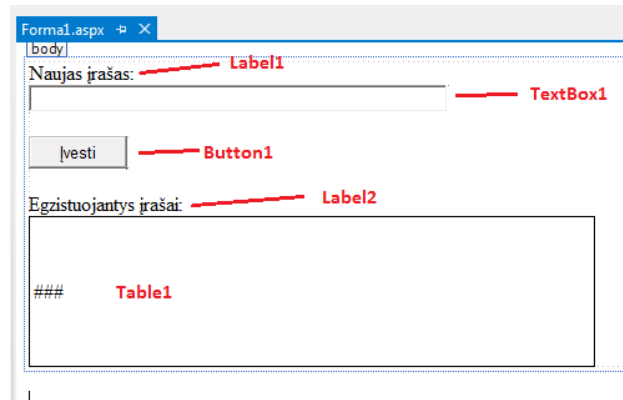 Forma1.aspx
body
Naujas įrašas: Label1
TextBox1
Įvesti Button1
Egzistuojantys įrašai: Label2
### Table1